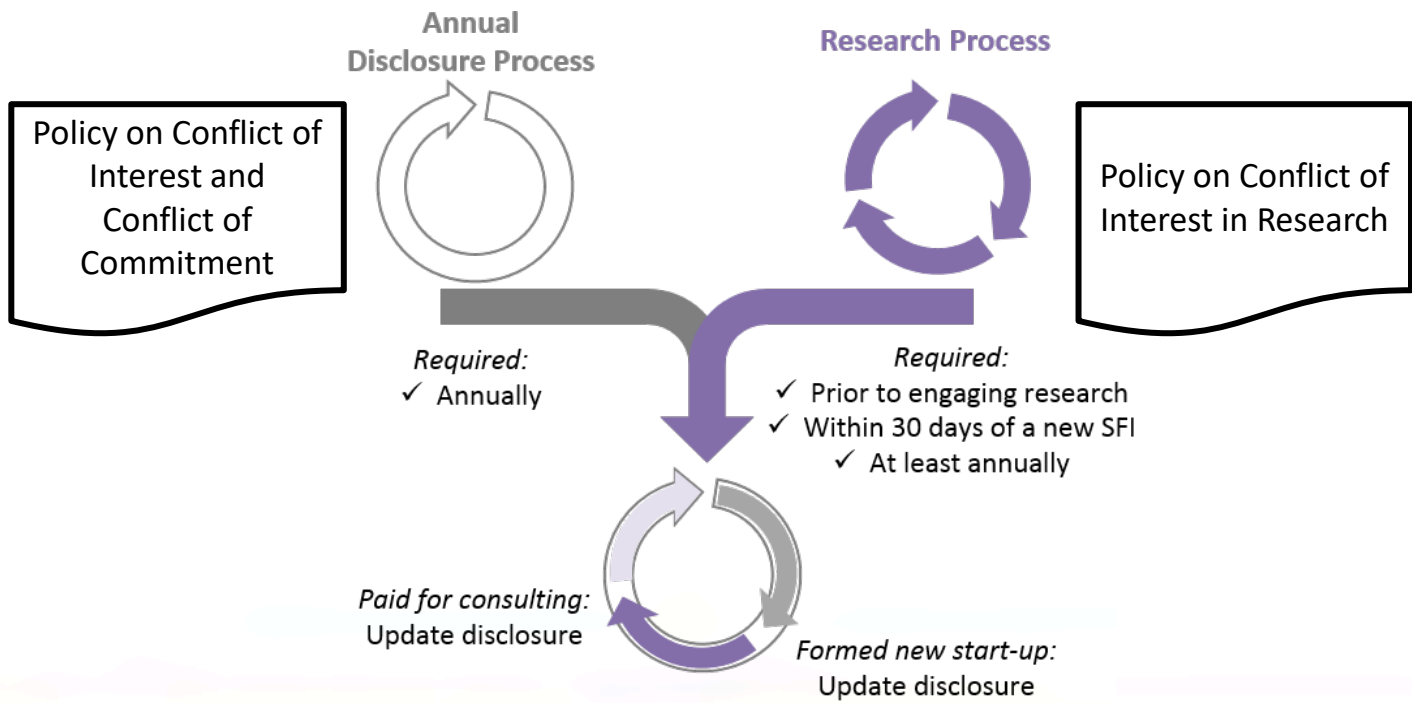 Annual
Disclosure Process
Research Process
Policy on Conflict of
Interest and
Conflict of
Commitment
Policy on Conflict of
Interest in Research
Required:
✓ Annually
Required:
✓ Prior to engaging research
✓ Within 30 days of a new SFI
✓ At least annually
Paid for consulting:
Update disclosure
Formed new start-up:
Update disclosure